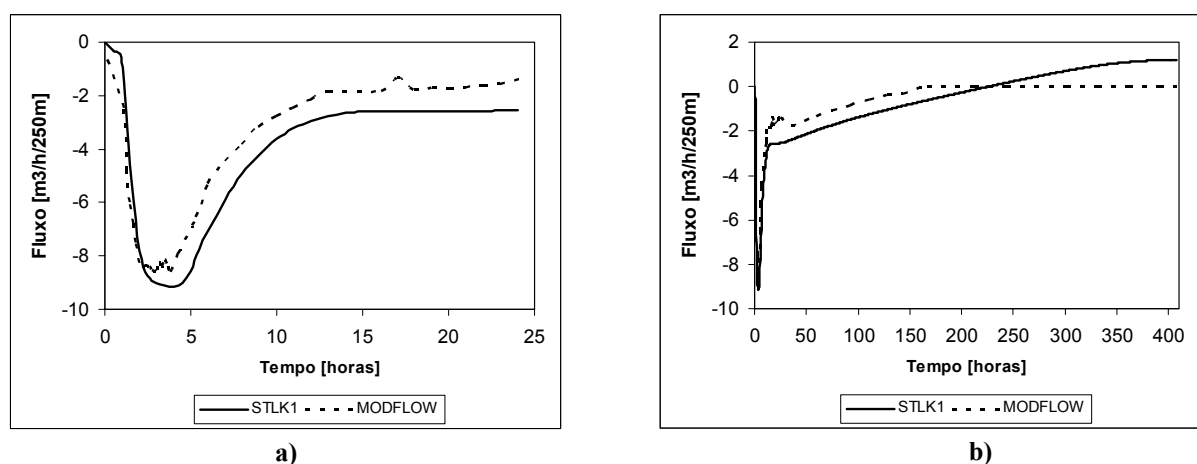 0
-2
-4
-6
-8
-10
Fluxo [m3/h/250m]
0 5 10 15 20 25
Tempo [horas]
STLK1 MODFLOW
a)
2
0
-2
-4
-6
-8
-10
Fluxo [m3/h/250m]
0 50 100 150 200 250 300 350 400
Tempo [horas]
STLK1 MODFLOW
b)